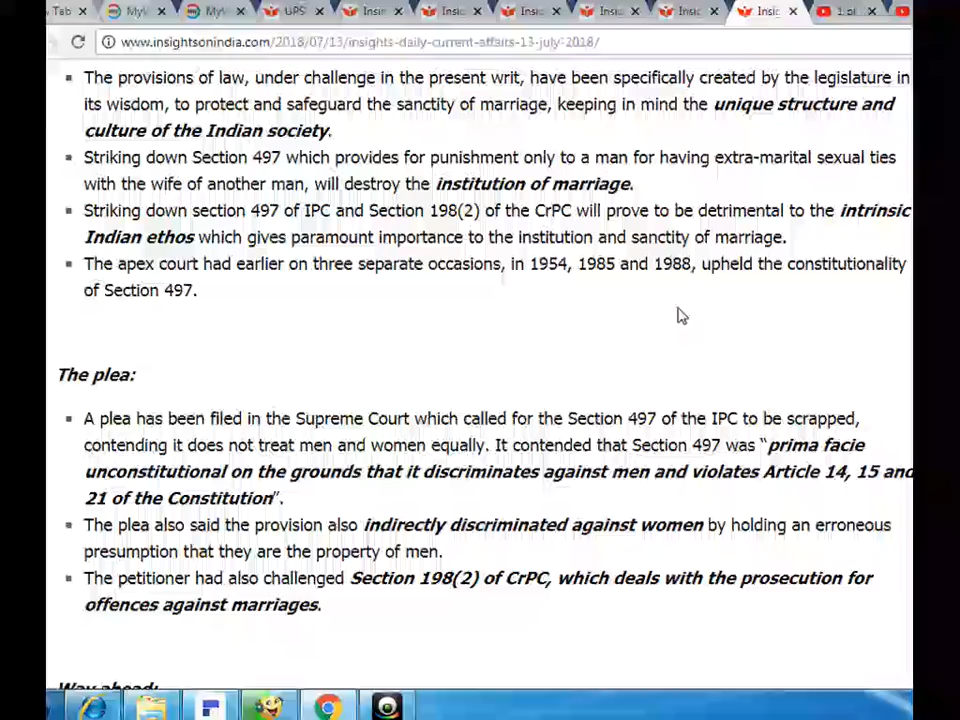 Tab
MyV
MyV
UPS
Insi
Insi
Insi
Insi
Insi
Insi
www.insightsonindia.com/2018/07/13/insights-daily-current-affairs-13-july-2018/
The provisions of law, under challenge in the present writ, have been specifically created by the legislature in
its wisdom, to protect and safeguard the sanctity of marriage, keeping in mind the unique structure and
culture of the Indian society.
Striking down Section 497 which provides for punishment only to a man for having extra-marital sexual ties
with the wife of another man, will destroy the institution of marriage.
Striking down section 497 of IPC and Section 198(2) of the CrPC will prove to be detrimental to the intrinsic
Indian ethos which gives paramount importance to the institution and sanctity of marriage.
The apex court had earlier on three separate occasions, in 1954, 1985 and 1988, upheld the constitutionality
of Section 497.
The plea:
A plea has been filed in the Supreme Court which called for the Section 497 of the IPC to be scrapped,
contending it does not treat men and women equally. It contended that Section 497 was “prima facie
unconstitutional on the grounds that it discriminates against men and violates Article 14, 15 and
21 of the Constitution”.
The plea also said the provision also indirectly discriminated against women by holding an erroneous
presumption that they are the property of men.
The petitioner had also challenged Section 198(2) of CrPC, which deals with the prosecution for
offences against marriages.
Way ahead: